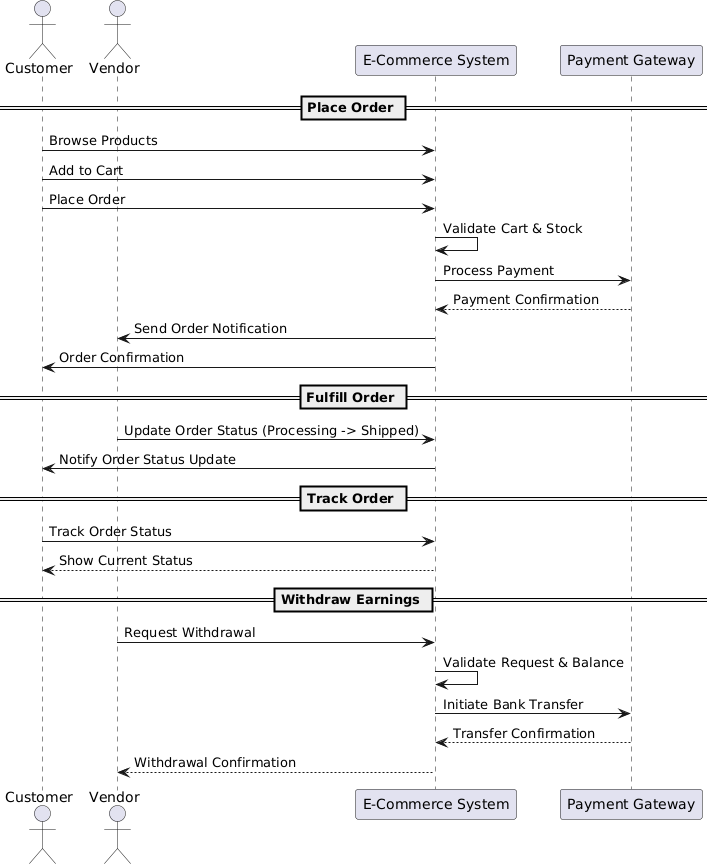 Customer
Vendor
E-Commerce System
Payment Gateway
Place Order
Browse Products
Add to Cart
Place Order
Validate Cart & Stock
Process Payment
Payment Confirmation
Send Order Notification
Order Confirmation
Fulfill Order
Update Order Status (Processing -> Shipped)
Notify Order Status Update
Track Order
Track Order Status
Show Current Status
Withdraw Earnings
Request Withdrawal
Validate Request & Balance
Initiate Bank Transfer
Transfer Confirmation
Withdrawal Confirmation
Customer
Vendor
E-Commerce System
Payment Gateway